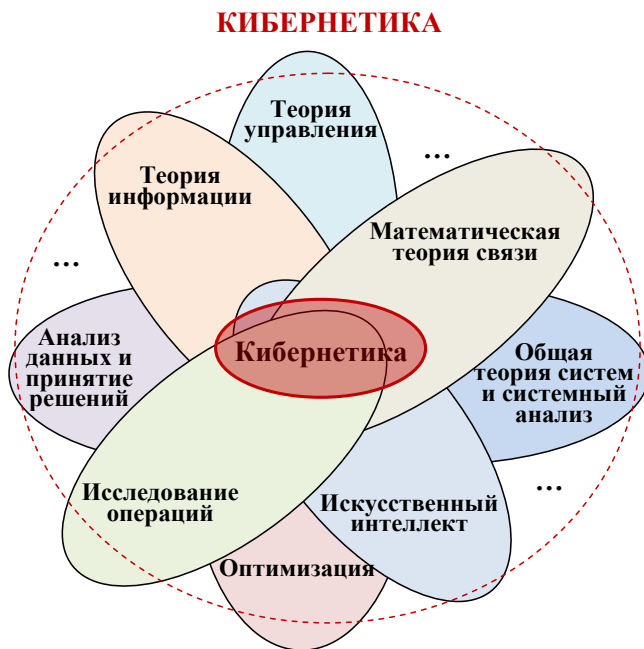 КИБЕРНЕТИКА
Теория
управления
...
Теория
информации
Математическая
теория связи
...
Анализ
данных и
принятие
решений
Кибернетика
Общая
теория систем
и системный
анализ
...
Исследование
операций
Искусственный
интеллект
Оптимизация